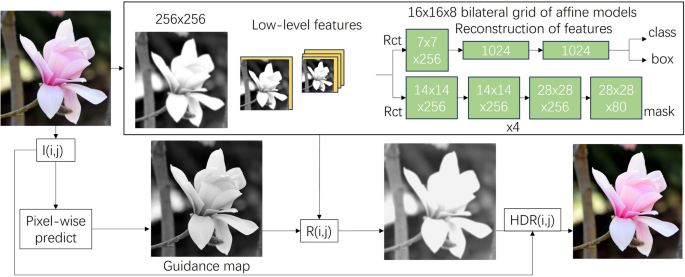 256x256
Low-level features
16x16x8 bilateral grid of affine models
Reconstruction of features
Rct
7x7
x256
1024
1024
class
box
Rct
14x14
x256
14x14
x256
28x28
x256
28x28
x80
mask
x4
I(i,j)
Pixel-wise
predict
Guidance map
R(i,j)
HDR(i,j)